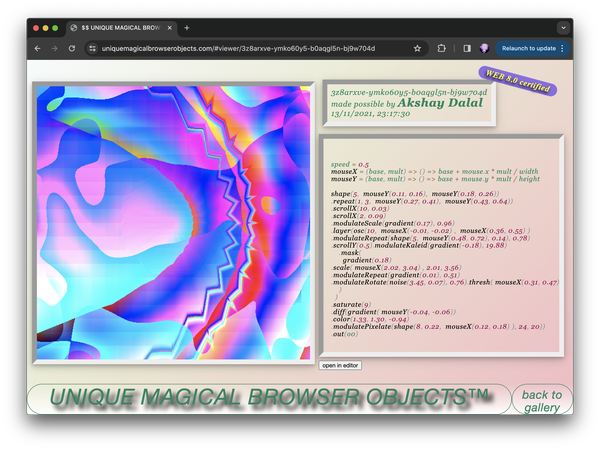 $$ UNIQUE MAGICAL BROW
uniquemagicalbrowserobjects.com/#viewer/3z8arxve-ymko60y5-b0aqgl5n-bj9w704d
Relaunch to update
WEB 8.0 certified
3z8arxve-ymko60y5-b0aqgl5n-bj9w704d
made possible by Akshay Dalal
13/11/2021, 23:17:30
speed = 0.5
mouseX = (base, mult) => () => base + mouse.x * mult / width
mouseY = (base, mult) => () => base + mouse.y * mult / height
shape(5, mouseY(0.11, 0.16), mouseY(0.18, 0.26))
.repeat(1, 3, mouseY(0.27, 0.41), mouseY(0.43, 0.64))
.scrollX(10, 0.03)
.scrollX(2, 0.09)
.modulateScale(gradient(0.17), 0.96)
.layer(osc(10, mouseX(-0.01, -0.02) , mouseX(0.36, 0.55) )
.modulateRepeat(shape(5, mouseY(0.48, 0.72), 0.14), 0.78)
.scrollY(0.5).modulateKaleid(gradient(-0.18), 19.88)
.mask(
gradient(0.18)
.scale( mouseX(2.02, 3.04) , 2.01, 3.56)
.modulateRepeat(gradient(0.01), 0.51)
.modulateRotate(noise(3.45, 0.07), 0.76).thresh( mouseX(0.31, 0.47)
)
)
.saturate(9)
.diff(gradient( mouseY(-0.04, -0.06))
.color(1.33, 1.30, -0.94)
.modulatePixelate(shape(8, 0.22, mouseX(0.12, 0.18) ), 24, 20))
.out(o0)
open in editor
UNIQUE MAGICAL BROWSER OBJECTS™
back to
gallery